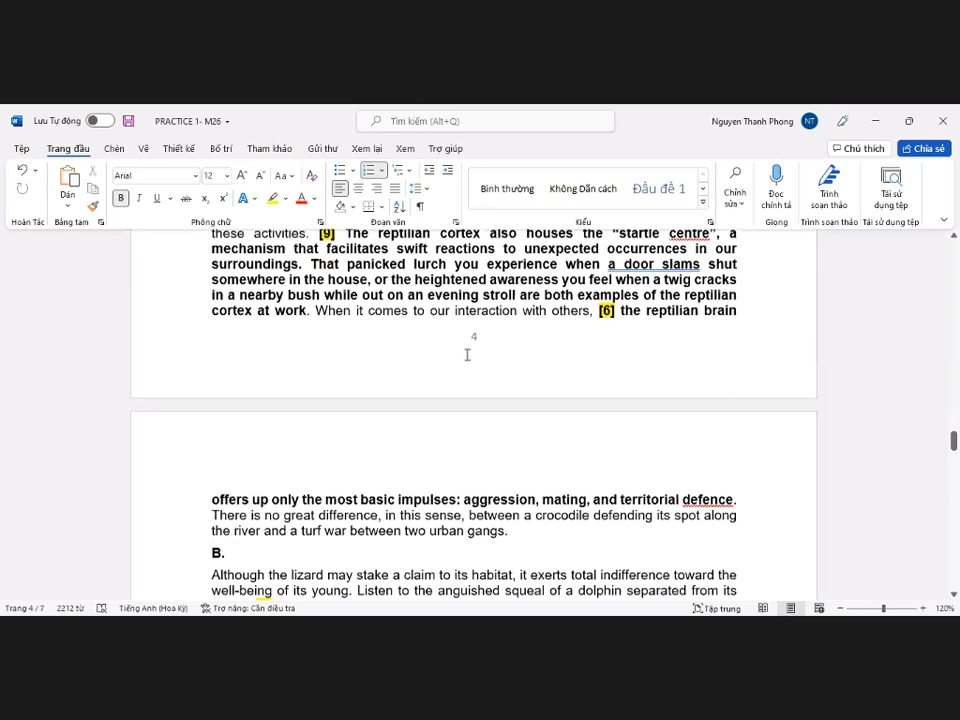 Lưu Tự động
PRACTICE 1- M26
Tìm kiếm (Alt+Q)
Nguyen Thanh Phong
NT
Tệp
Trang đầu
Chèn
Vẽ
Thiết kế
Bố trí
Tham khảo
Gửi thư
Xem lại
Xem
Trợ giúp
Chú thích
Chia sẻ
Arial
12
Bình thường
Không Dãn cách
Đầu đề 1
Dán
Chỉnh sửa
Đọc chính tả
Trình soạn thảo
Tái sử dụng tệp
Hoàn Tác
Bảng tạm
Phông chữ
Đoạn văn
Kiểu
Giọng
Trình soạn thảo
Tái sử dụng tệp
these activities. [9] The reptilian cortex also houses the “startle centre”, a
mechanism that facilitates swift reactions to unexpected occurrences in our
surroundings. That panicked lurch you experience when a door slams shut
somewhere in the house, or the heightened awareness you feel when a twig cracks
in a nearby bush while out on an evening stroll are both examples of the reptilian
cortex at work. When it comes to our interaction with others, [6] the reptilian brain
4
offers up only the most basic impulses: aggression, mating, and territorial defence.
There is no great difference, in this sense, between a crocodile defending its spot along
the river and a turf war between two urban gangs.
B.
Although the lizard may stake a claim to its habitat, it exerts total indifference toward the
well-being of its young. Listen to the anguished squeal of a dolphin separated from its
Trang 4 / 7
2212 từ
Tiếng Anh (Hoa Kỳ)
Trợ năng: Cần điều tra
Tập trung
120%